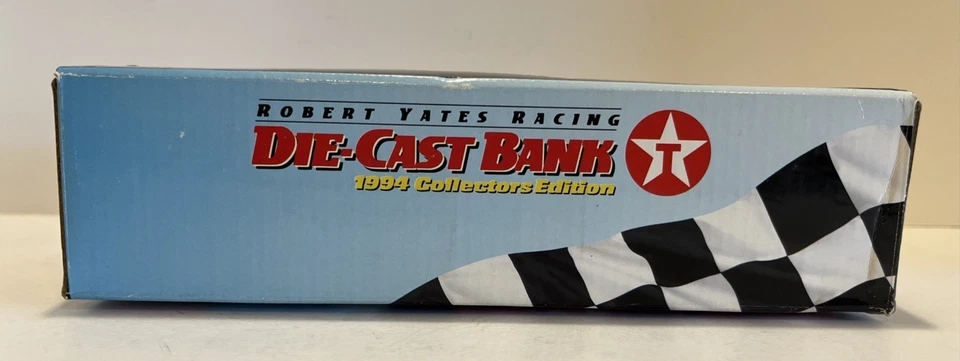 ROBERT YATES RACING
DIE-CAST BANK
1994 Collectors Edition
T